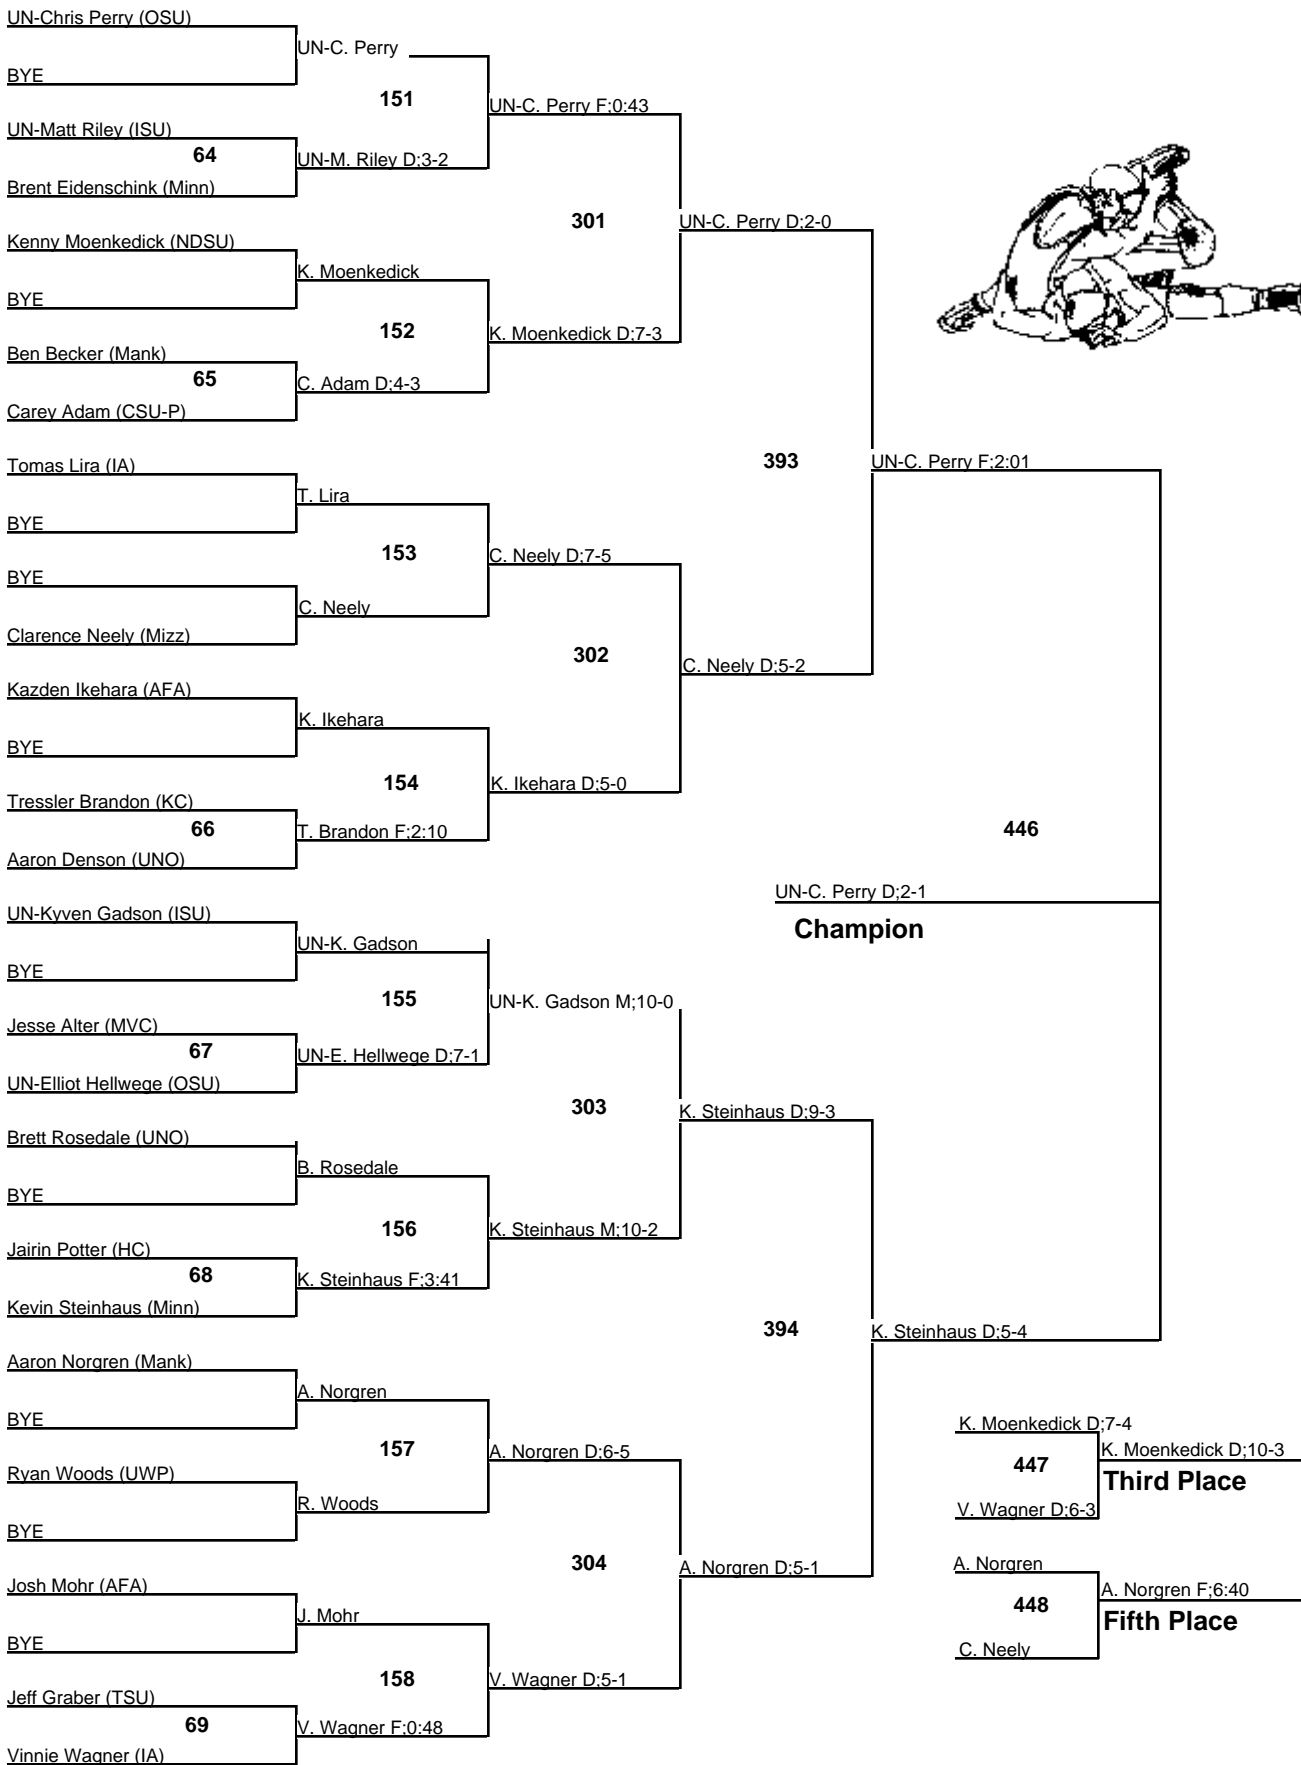 UN-Chris Perry (OSU)
UN-C. Perry
BYE
151
UN-C. Perry F;0:43
UN-Matt Riley (ISU)
64
UN-M. Riley D;3-2
Brent Eidenschink (Minn)
301
UN-C. Perry D;2-0
Kenny Moenkedick (NDSU)
K. Moenkedick
BYE
152
K. Moenkedick D;7-3
Ben Becker (Mank)
65
C. Adam D;4-3
Carey Adam (CSU-P)
393
UN-C. Perry F;2:01
Tomas Lira (IA)
T. Lira
BYE
153
C. Neely D;7-5
BYE
C. Neely
Clarence Neely (Mizz)
302
C. Neely D;5-2
Kazden Ikehara (AFA)
K. Ikehara
BYE
154
K. Ikehara D;5-0
Tressler Brandon (KC)
66
T. Brandon F;2:10
446
Aaron Denson (UNO)
UN-C. Perry D;2-1
Champion
UN-Kyven Gadson (ISU)
UN-K. Gadson
BYE
155
UN-K. Gadson M;10-0
Jesse Alter (MVC)
67
UN-E. Hellwege D;7-1
UN-Elliot Hellwege (OSU)
303
K. Steinhaus D;9-3
Brett Rosedale (UNO)
B. Rosedale
BYE
156
K. Steinhaus M;10-2
Jairin Potter (HC)
68
K. Steinhaus F;3:41
Kevin Steinhaus (Minn)
394
K. Steinhaus D;5-4
Aaron Norgren (Mank)
A. Norgren
BYE
157
A. Norgren D;6-5
Ryan Woods (UWP)
R. Woods
BYE
304
A. Norgren D;5-1
Josh Mohr (AFA)
J. Mohr
BYE
158
V. Wagner D;5-1
Jeff Graber (TSU)
69
V. Wagner F;0:48
Vinnie Wagner (IA)
K. Moenkedick D;7-4
K. Moenkedick D;10-3
447
Third Place
V. Wagner D;6-3
A. Norgren
A. Norgren F;6:40
448
Fifth Place
C. Neely